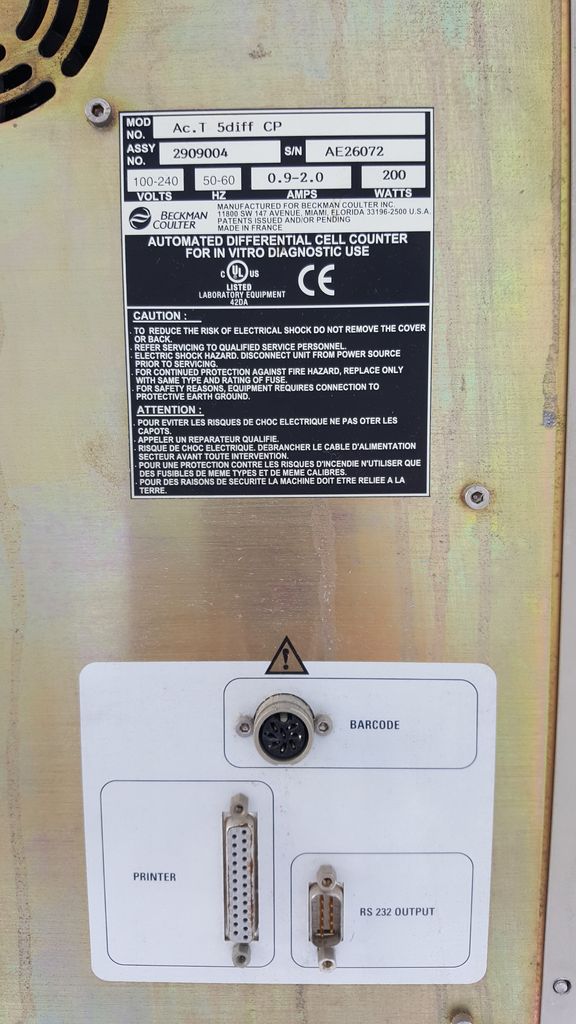 MOD NO. Ac.T 5diff CP
ASSY NO. 2909004 S/N AE26072
100-240 50-60 0.9-2.0 200
VOLTS HZ AMPS WATTS
BECKMAN COULTER
MANUFACTURED FOR BECKMAN COULTER INC.
11800 SW 147 AVENUE, MIAMI, FLORIDA 33196-2500 U.S.A.
PATENTS ISSUED AND/OR PENDING
MADE IN FRANCE
AUTOMATED DIFFERENTIAL CELL COUNTER
FOR IN VITRO DIAGNOSTIC USE
C UL US CE
LISTED
LABORATORY EQUIPMENT
42DA
CAUTION :
. TO REDUCE THE RISK OF ELECTRICAL SHOCK DO NOT REMOVE THE COVER
OR BACK.
. REFER SERVICING TO QUALIFIED SERVICE PERSONNEL.
. ELECTRIC SHOCK HAZARD. DISCONNECT UNIT FROM POWER SOURCE
PRIOR TO SERVICING.
. FOR CONTINUED PROTECTION AGAINST FIRE HAZARD, REPLACE ONLY
WITH SAME TYPE AND RATING OF FUSE.
. FOR SAFETY REASONS, EQUIPMENT REQUIRES CONNECTION TO
PROTECTIVE EARTH GROUND.
ATTENTION :
. POUR EVITER LES RISQUES DE CHOC ELECTRIQUE NE PAS OTER LES
CAPOTS.
. APPELER UN REPARATEUR QUALIFIE.
. RISQUE DE CHOC ELECTRIQUE. DEBRANCHER LE CABLE D'ALIMENTATION
SECTEUR AVANT TOUTE INTERVENTION.
. POUR UNE PROTECTION CONTRE LES RISQUES D'INCENDIE N'UTILISER QUE
DES FUSIBLES DE MEME TYPES ET DE MEME CALIBRES.
. POUR DES RAISONS DE SECURITE LA MACHINE DOIT ETRE RELIEE A LA
TERRE.
!
BARCODE
PRINTER
RS 232 OUTPUT